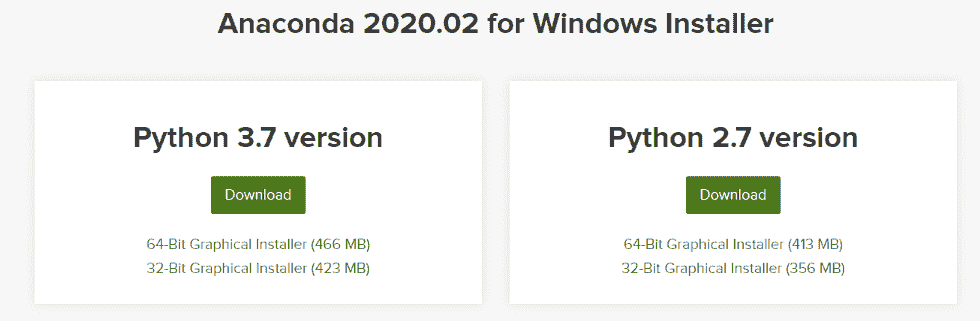 Anaconda 2020.02 for Windows Installer
Python 3.7 version
Download
64-Bit Graphical Installer (466 MB)
32-Bit Graphical Installer (423 MB)
Python 2.7 version
Download
64-Bit Graphical Installer (413 MB)
32-Bit Graphical Installer (356 MB)